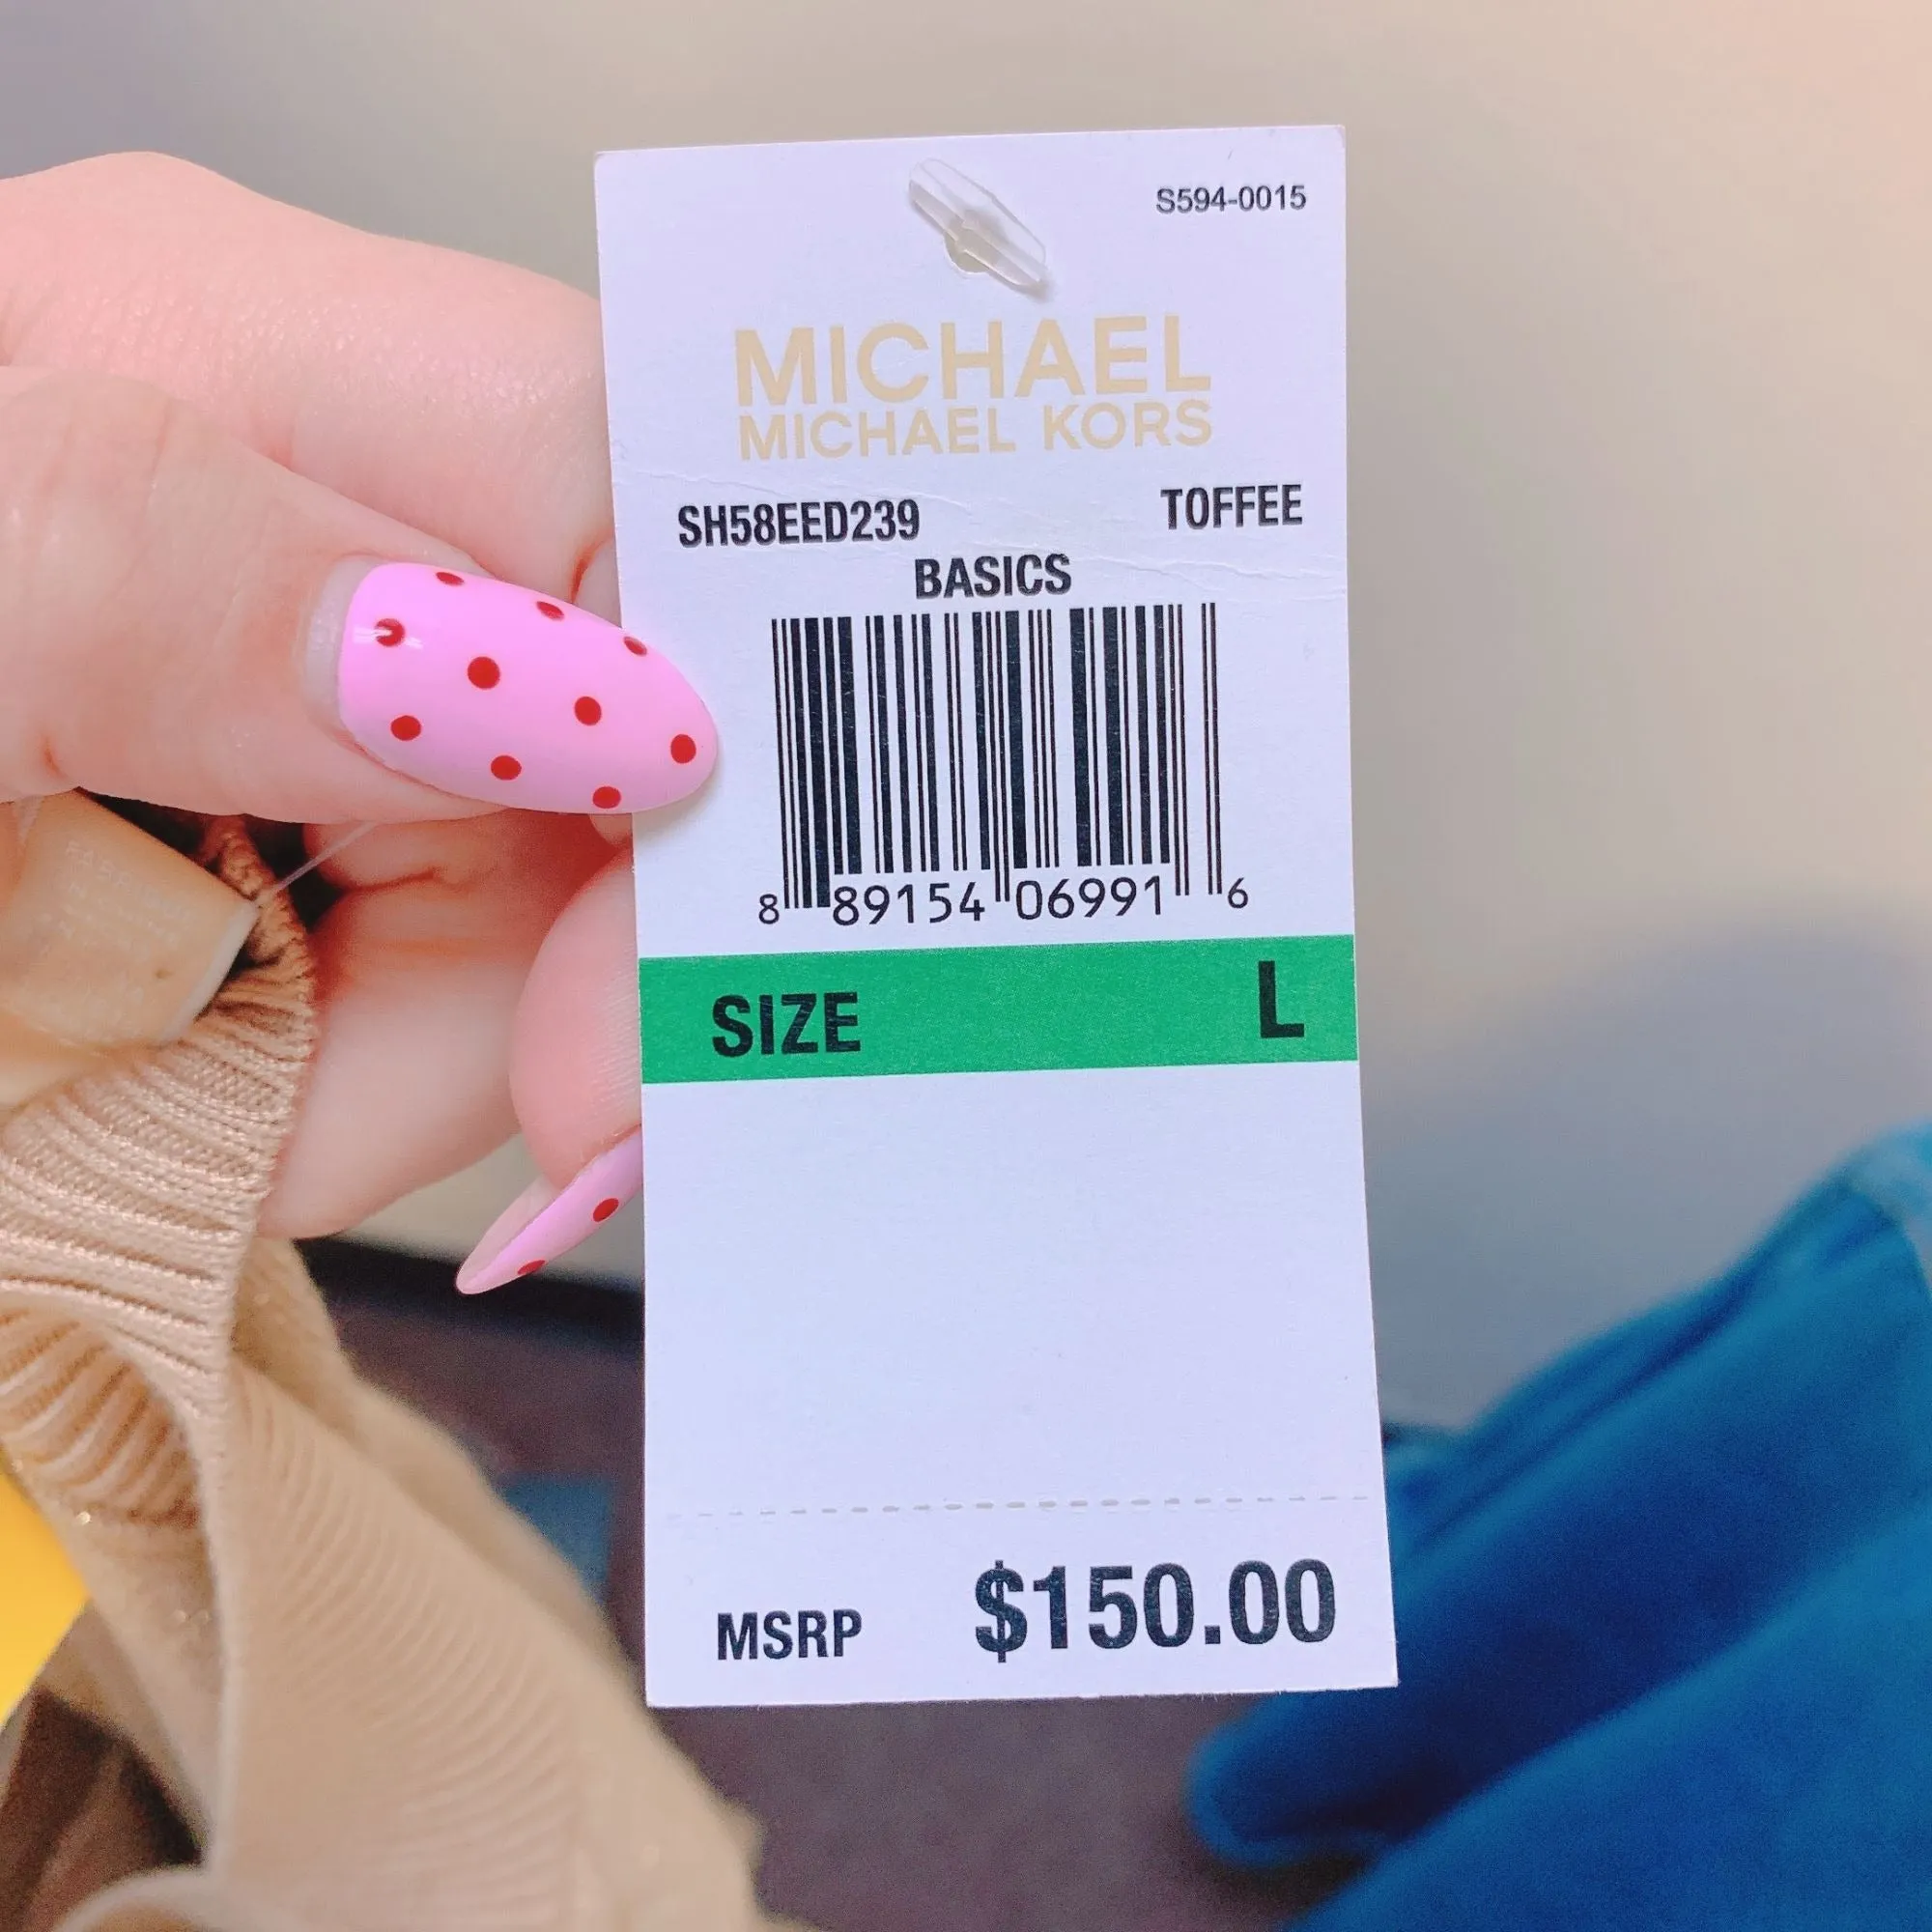 S594-0015
MICHAEL
MICHAEL KORS
SH58EED239 TOFFEE
BASICS
8 89154 06991 6
SIZE L
MSRP $150.00